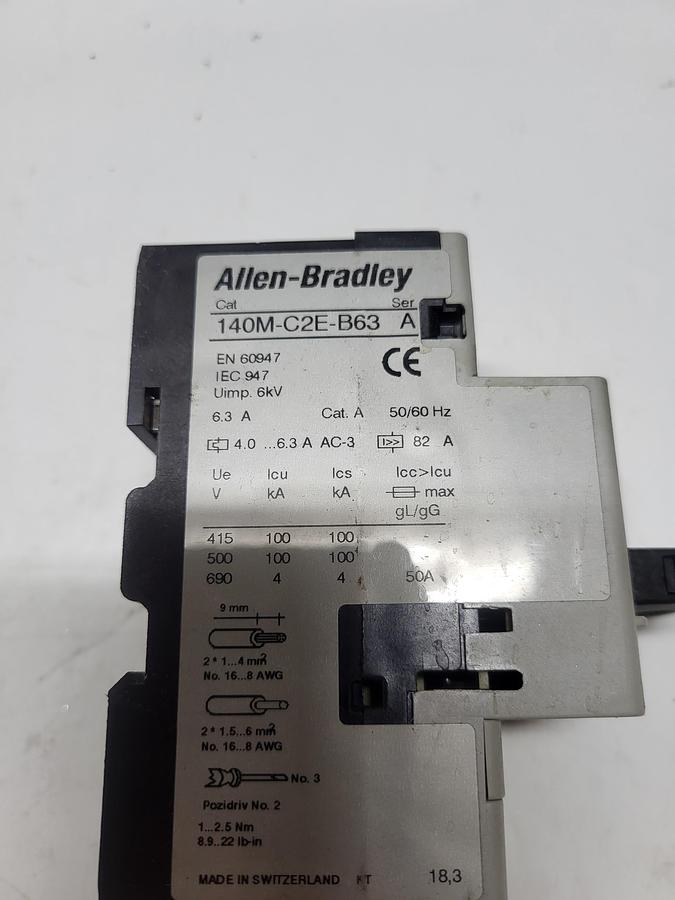 Allen-Bradley
Cat Ser
140M-C2E-B63 A
EN 60947
IEC 947
Uimp. 6kV
CE
6.3 A Cat. A 50/60 Hz
4.0 ...6.3 A AC-3 I>> 82 A
Ue Icu Ics Icc>Icu
V kA kA max
gL/gG
415 100 100 -
500 100 100 -
690 4 4 50A
9 mm
2 * 1...4 mm²
No. 16...8 AWG
2 * 1.5...6 mm²
No. 16...8 AWG
No. 3
Pozidriv No. 2
1...2.5 Nm
8.9...22 lb-in
MADE IN SWITZERLAND KT 18,3